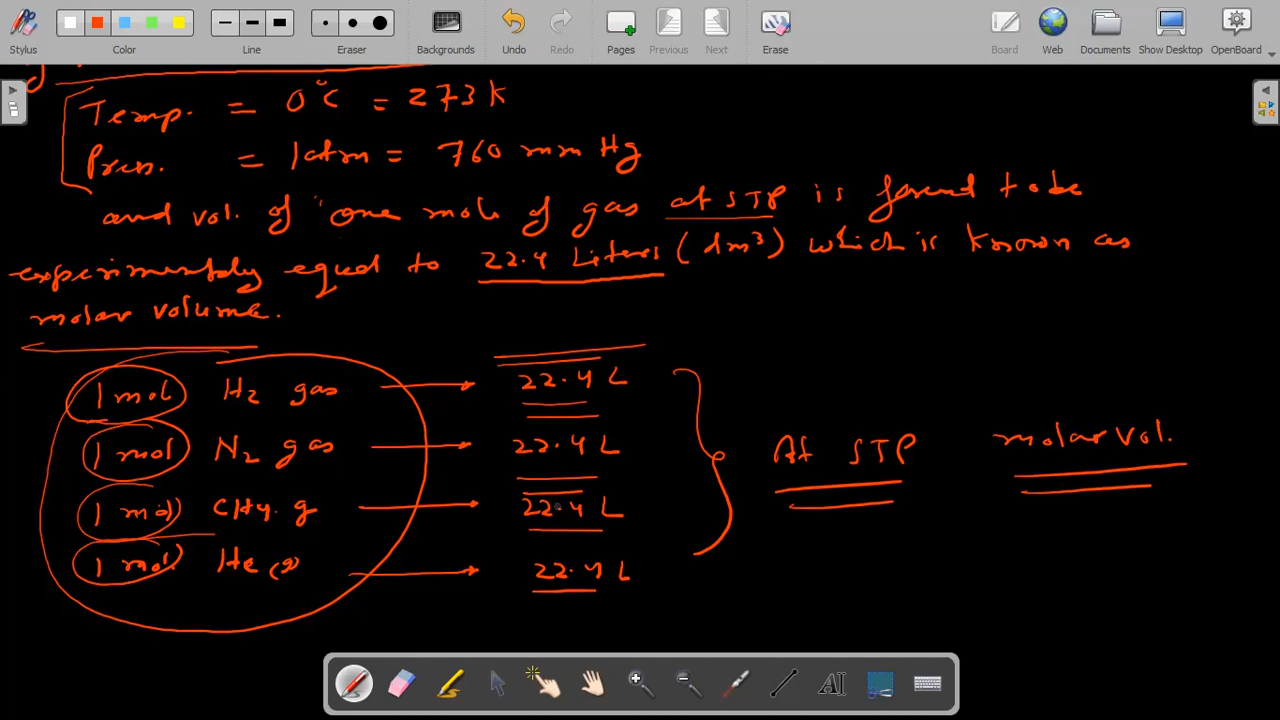 Stylus Color Line Eraser Backgrounds Undo Redo Pages Previous Next Erase Board Web Documents Show Desktop OpenBoard
Temp. = 0°C = 273 K
Pres. = 1atm = 760 mm Hg
and vol. of one mole of gas at STP is found to be
experimentaly equal to 22.4 Liters (dm³) which is known as
molar volume.
1 mol H₂ gas → 22.4 L
1 mol N₂ gas → 22.4 L
1 mol CH₄. g → 22.4 L
1 mol. He (g) → 22.4 L
At STP molar vol.